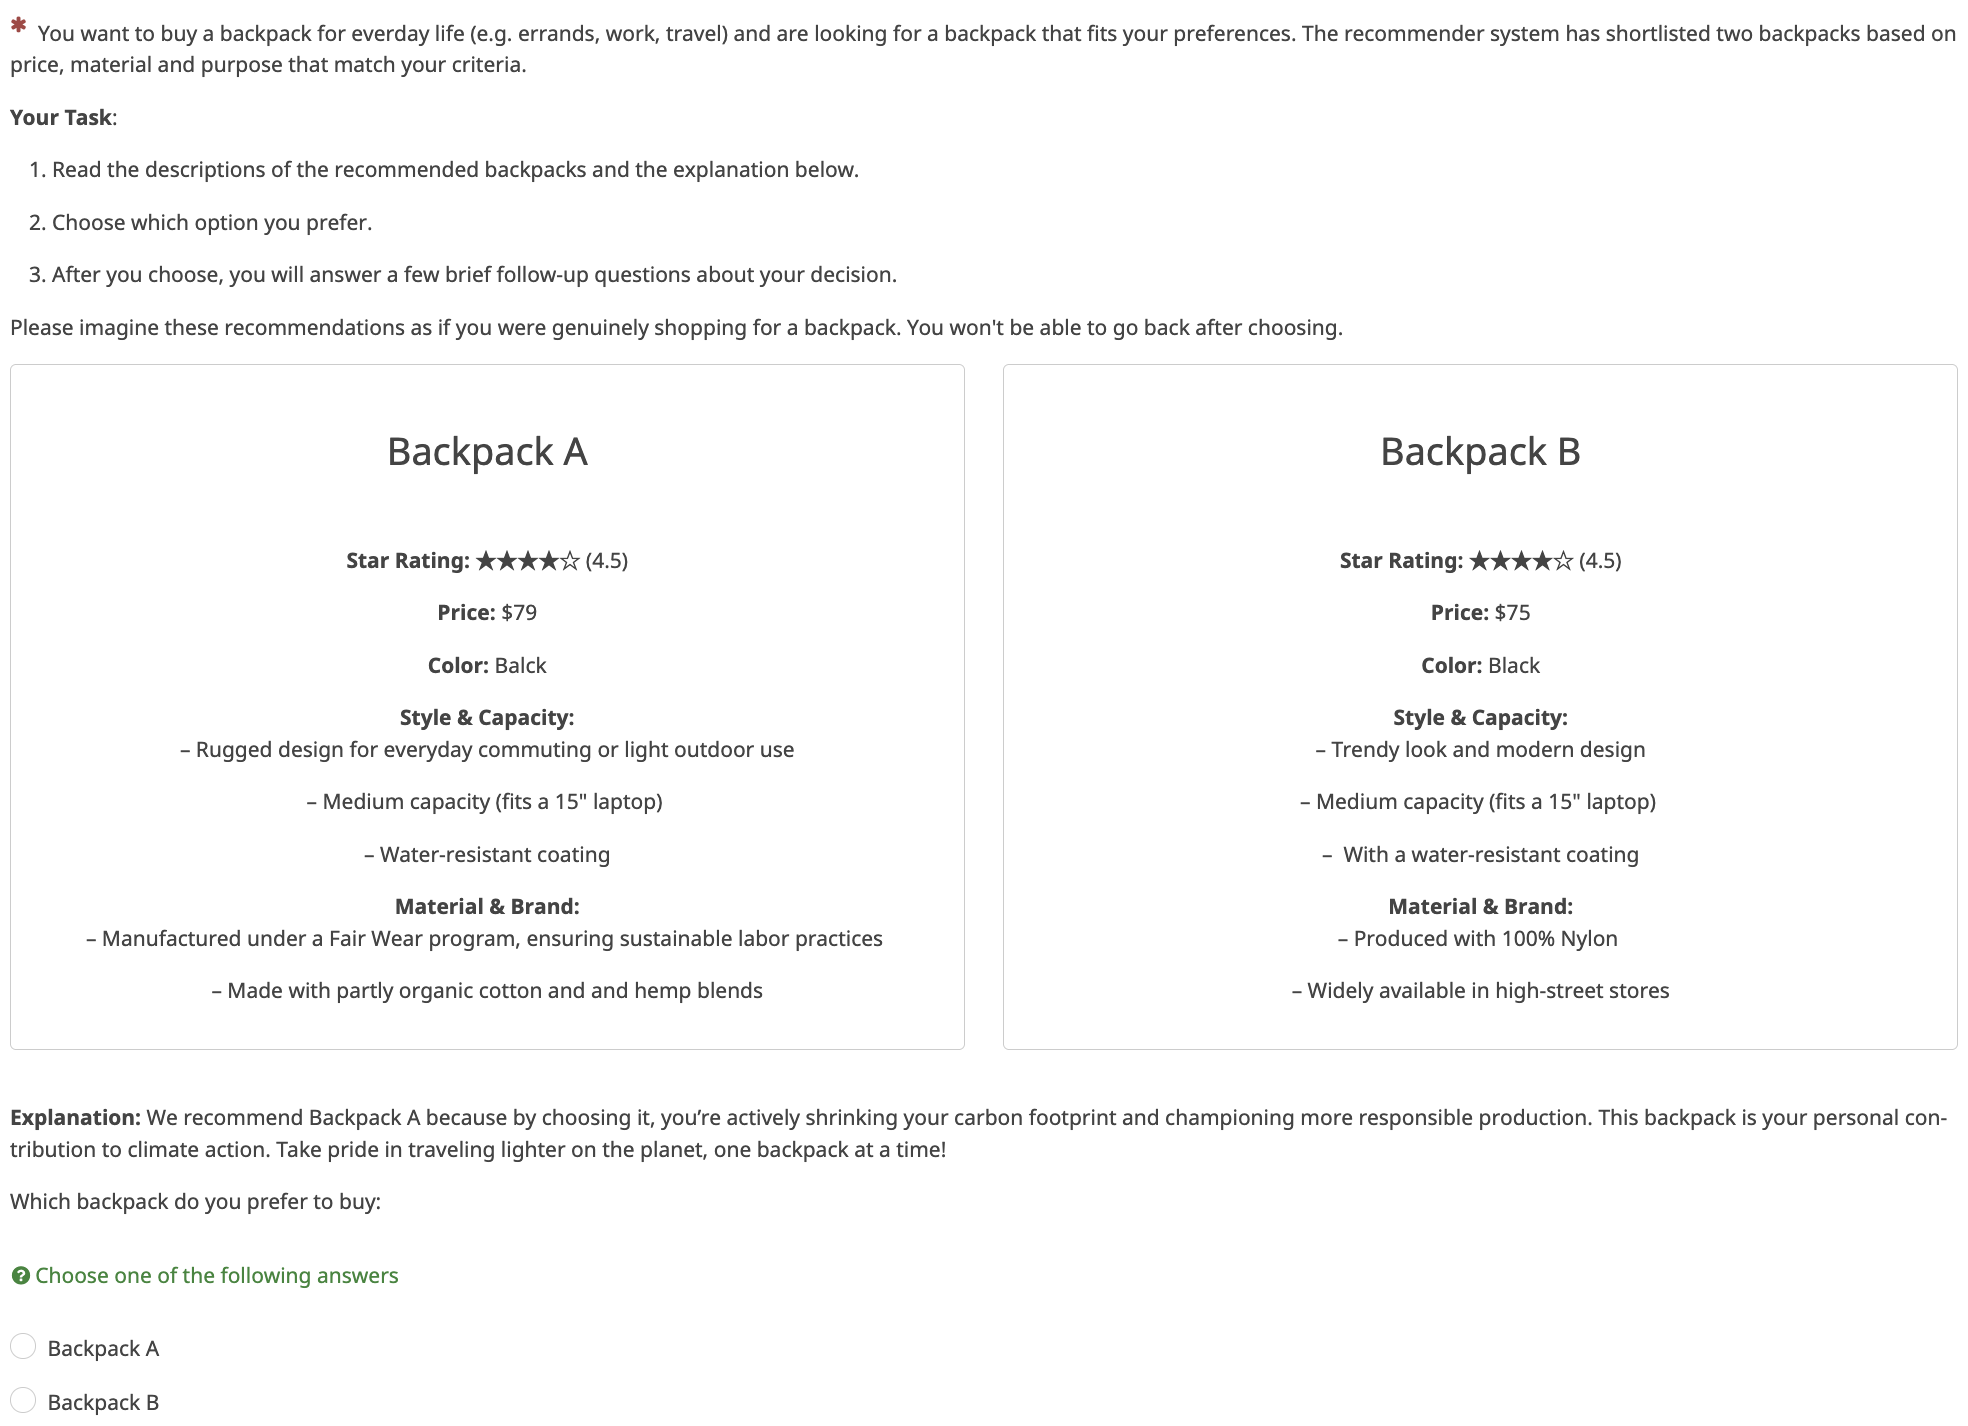 * You want to buy a backpack for everday life (e.g. errands, work, travel) and are looking for a backpack that fits your preferences. The recommender system has shortlisted two backpacks based on
price, material and purpose that match your criteria.
Your Task:
1. Read the descriptions of the recommended backpacks and the explanation below.
2. Choose which option you prefer.
3. After you choose, you will answer a few brief follow-up questions about your decision.
Please imagine these recommendations as if you were genuinely shopping for a backpack. You won't be able to go back after choosing.
Backpack A
Star Rating: ★★★★☆ (4.5)
Price: $79
Color: Balck
Style & Capacity:
– Rugged design for everyday commuting or light outdoor use
– Medium capacity (fits a 15" laptop)
– Water-resistant coating
Material & Brand:
– Manufactured under a Fair Wear program, ensuring sustainable labor practices
– Made with partly organic cotton and and hemp blends
Backpack B
Star Rating: ★★★★☆ (4.5)
Price: $75
Color: Black
Style & Capacity:
– Trendy look and modern design
– Medium capacity (fits a 15" laptop)
– With a water-resistant coating
Material & Brand:
– Produced with 100% Nylon
– Widely available in high-street stores
Explanation: We recommend Backpack A because by choosing it, you’re actively shrinking your carbon footprint and championing more responsible production. This backpack is your personal con-
tribution to climate action. Take pride in traveling lighter on the planet, one backpack at a time!
Which backpack do you prefer to buy:
? Choose one of the following answers
Backpack A
Backpack B